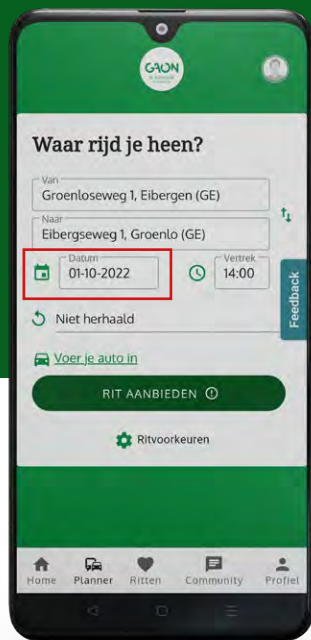 GAON
Waar rijd je heen?
Van
Groenloseweg 1, Eibergen (GE)
Naar
Eibergseweg 1, Groenlo (GE)
Datum
01-10-2022
Vertrek
14:00
Feedback
Niet herhaald
Voer je auto in
RIT AANBIEDEN
Ritvoorkeuren
Home Planner Ritten Community Profiel